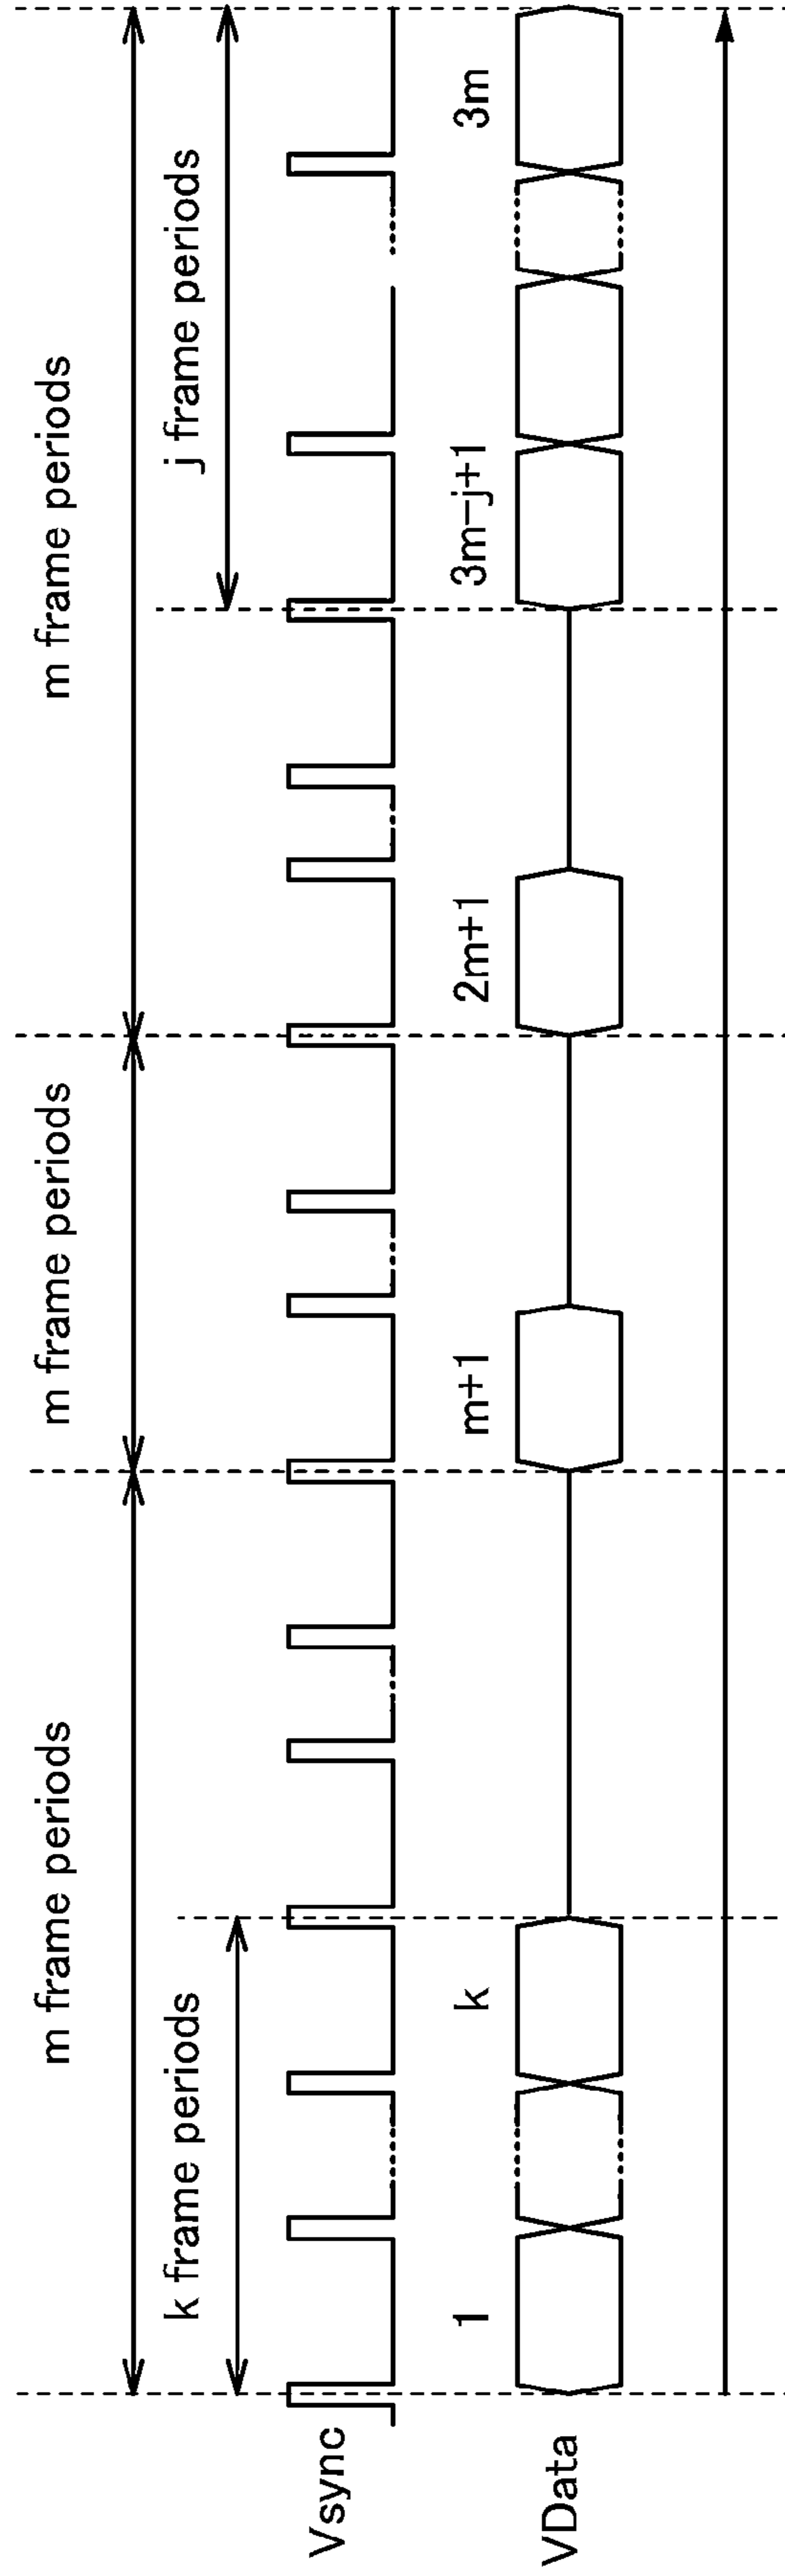 m frame periods
m frame periods
m frame periods
k frame periods
j frame periods
Vsync
1
k
m+1
2m+1
3m−j+1
3m
VData